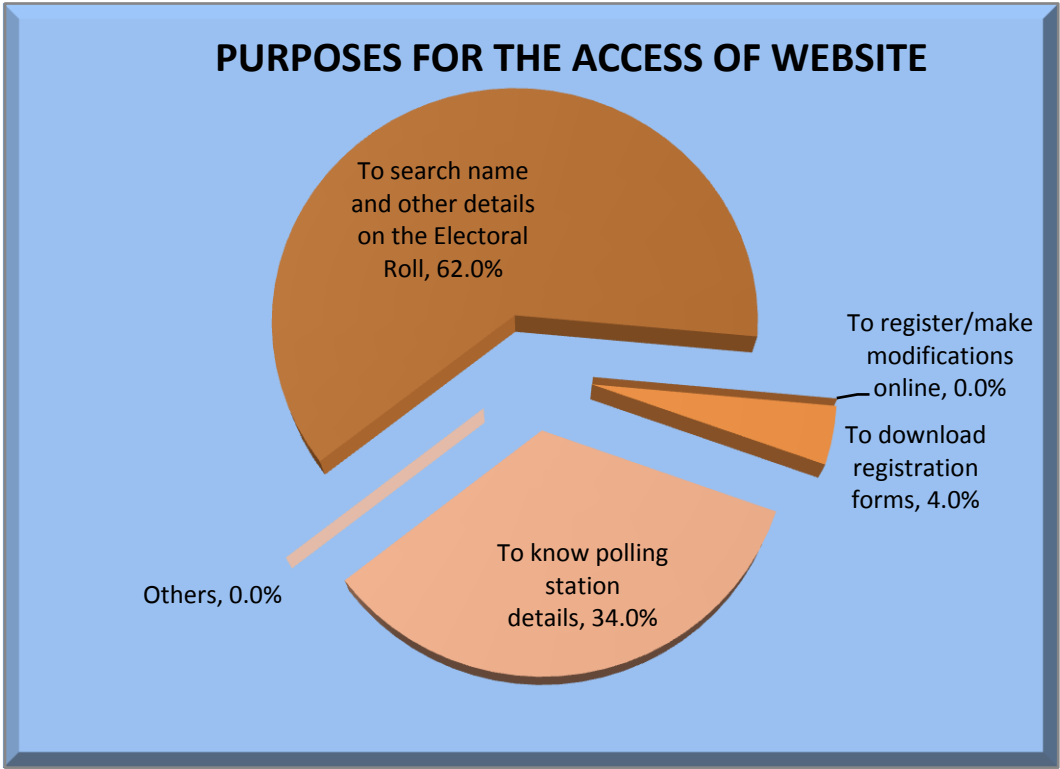 PURPOSES FOR THE ACCESS OF WEBSITE
To search name
and other details
on the Electoral
Roll, 62.0%
To register/make
modifications
online, 0.0%
To download
registration
forms, 4.0%
To know polling
station
details, 34.0%
Others, 0.0%